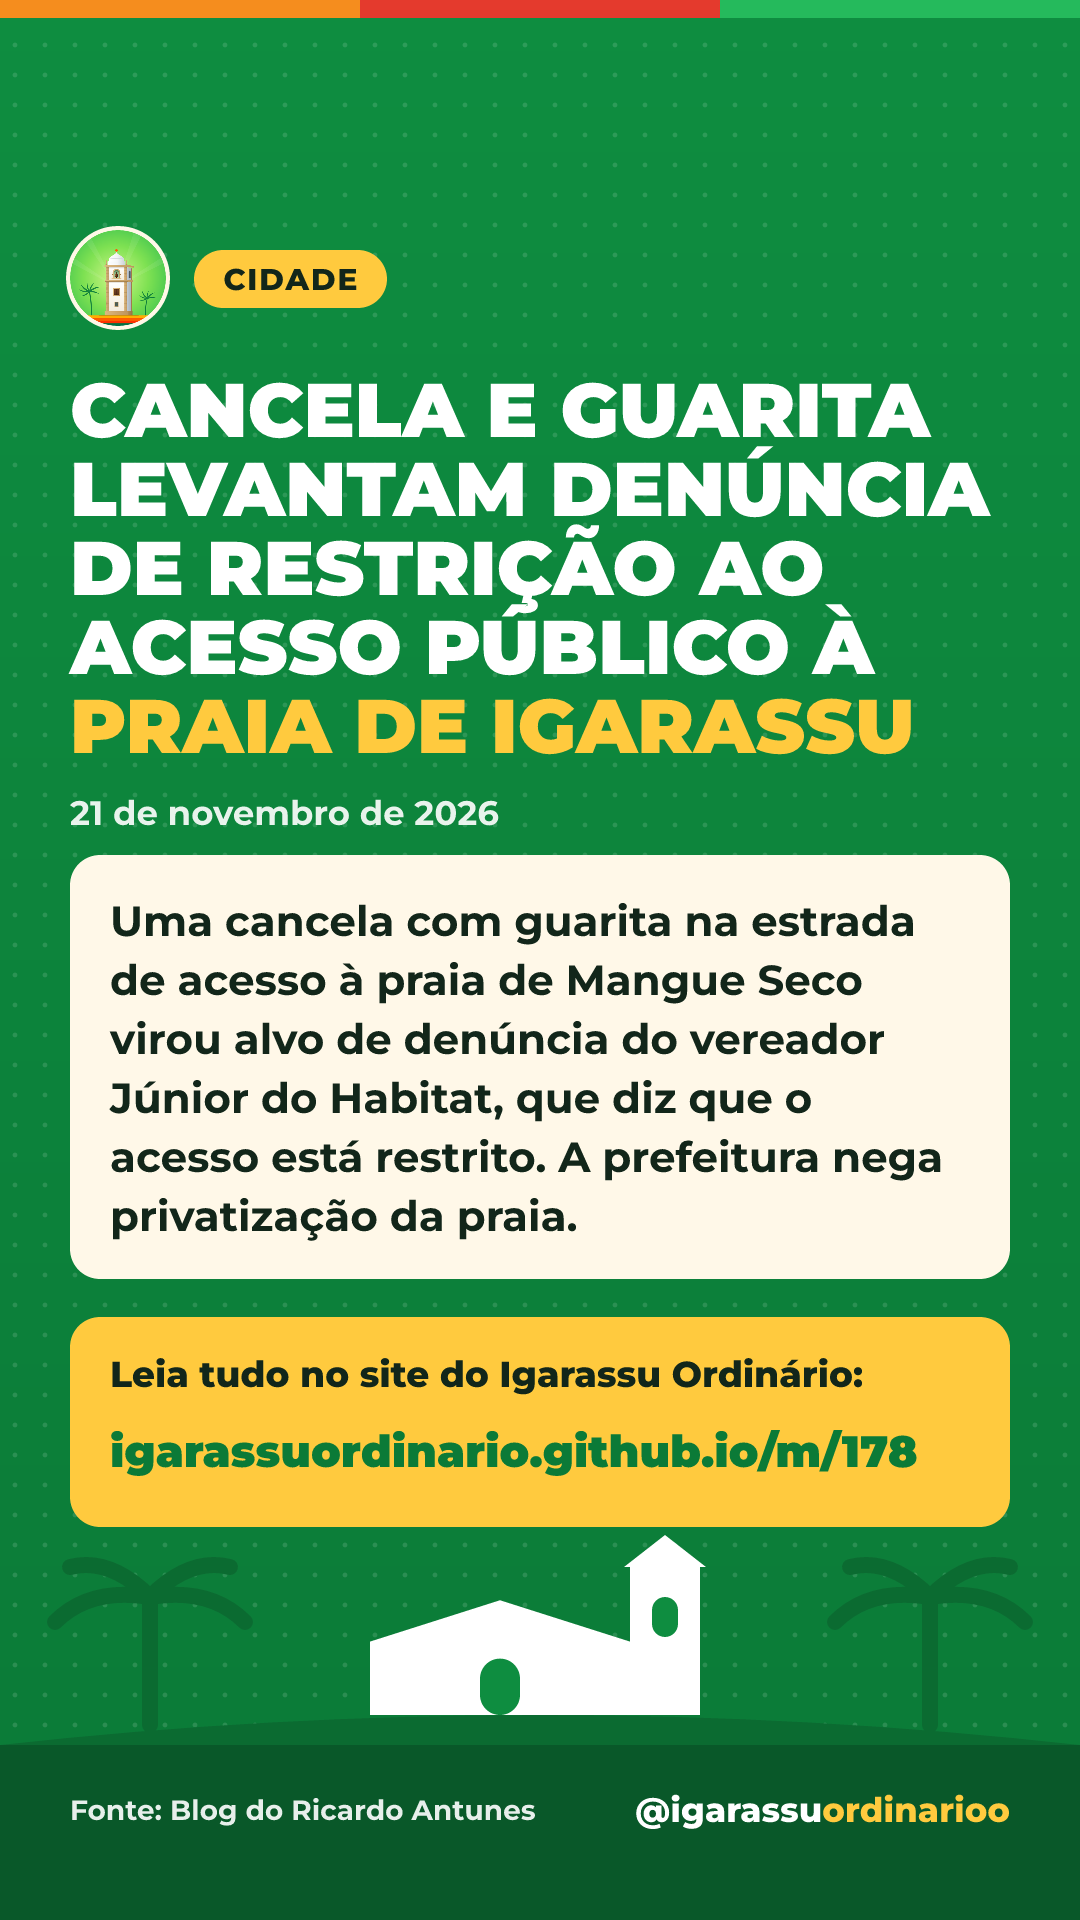 CIDADE
CANCELA E GUARITA
LEVANTAM DENÚNCIA
DE RESTRIÇÃO AO
ACESSO PÚBLICO À
PRAIA DE IGARASSU
21 de novembro de 2026
Uma cancela com guarita na estrada
de acesso à praia de Mangue Seco
virou alvo de denúncia do vereador
Júnior do Habitat, que diz que o
acesso está restrito. A prefeitura nega
privatização da praia.
Leia tudo no site do Igarassu Ordinário:
igarassuordinario.github.io/m/178
Fonte: Blog do Ricardo Antunes
@igarassuordinarioo